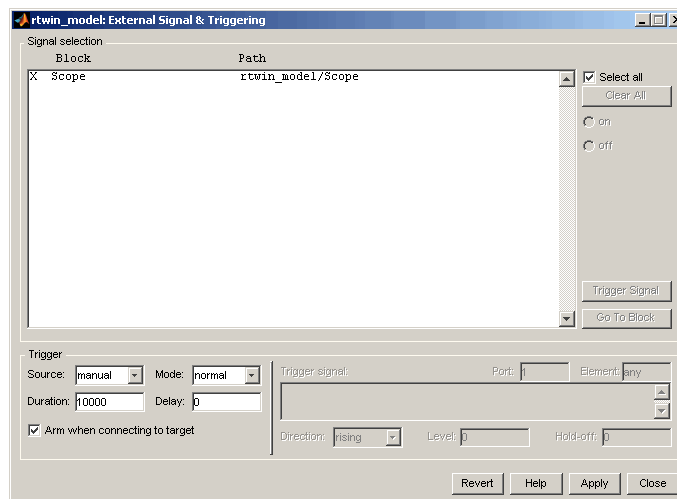 rtwin_model: External Signal & Triggering
Signal selection
Block Path
X Scope rtwin_model/Scope
Select all
Clear All
on
off
Trigger Signal
Go To Block
Trigger
Source: manual Mode: normal
Duration: 10000 Delay: 0
Arm when connecting to target
Trigger signal: Port: 1 Element: any
Direction: rising Level: 0 Hold-off: 0
Revert Help Apply Close